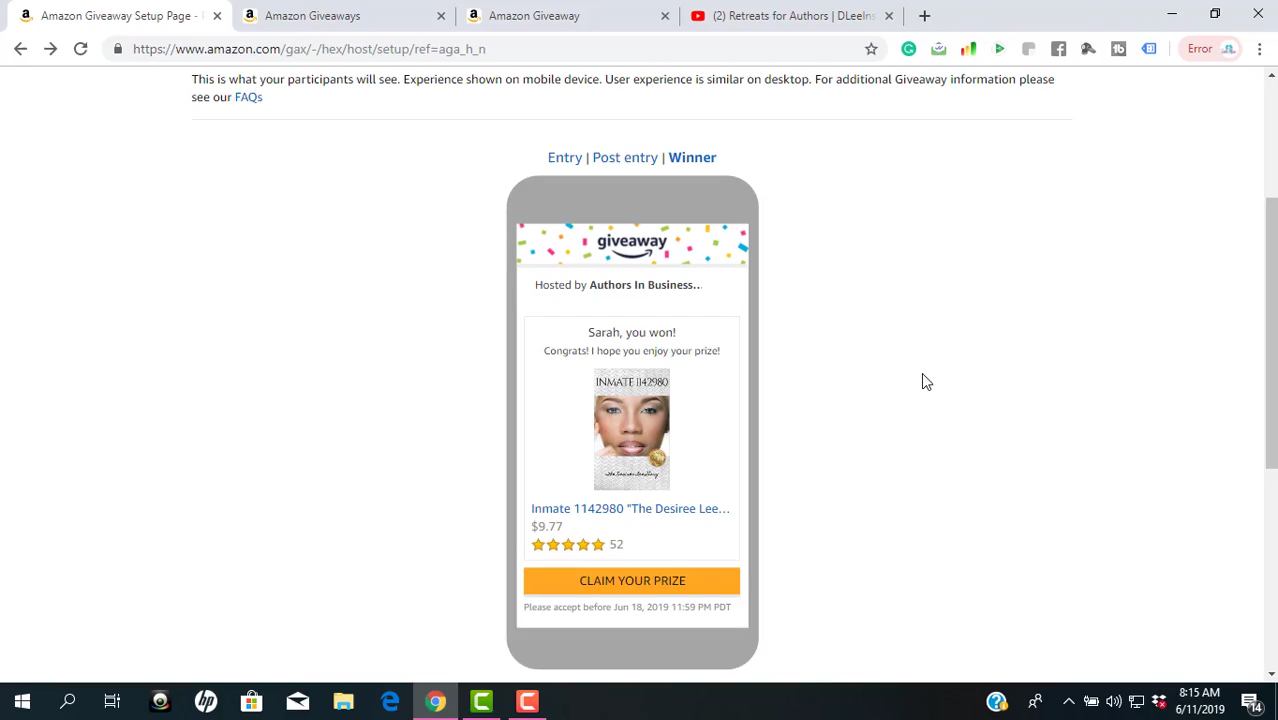 Amazon Giveaway Setup Page -
Amazon Giveaways
Amazon Giveaway
(2) Retreats for Authors | DLeeIns
https://www.amazon.com/gax/-/hex/host/setup/ref=aga_h_n
Error
This is what your participants will see. Experience shown on mobile device. User experience is similar on desktop. For additional Giveaway information please
see our FAQs
Entry | Post entry | Winner
giveaway
Hosted by Authors In Business...
Sarah, you won!
Congrats! I hope you enjoy your prize!
INMATE 1142980
The Desiree Lee Story
Inmate 1142980 "The Desiree Lee...
$9.77
52
CLAIM YOUR PRIZE
Please accept before Jun 18, 2019 11:59 PM PDT
8:15 AM
6/11/2019
14